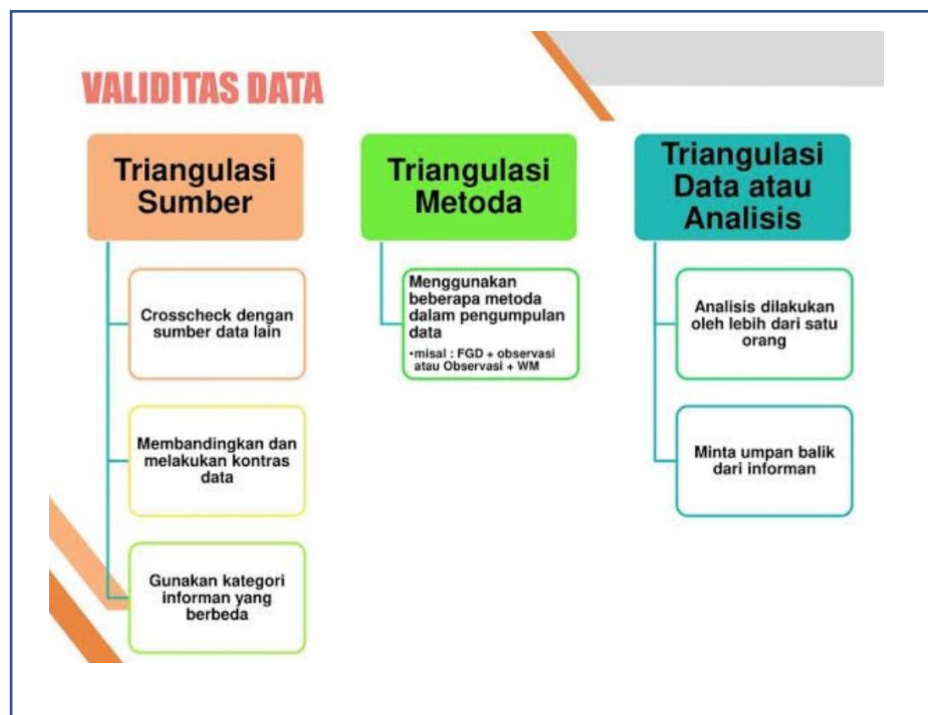 VALIDITAS DATA
Triangulasi
Sumber
Crosscheck dengan
sumber data lain
Membandingkan dan
melakukan kontras
data
Gunakan kategori
informan yang
berbeda
Triangulasi
Metoda
Menggunakan
beberapa metoda
dalam pengumpulan
data
•misal : FGD + observasi
atau Observasi + WM
Triangulasi
Data atau
Analisis
Analisis dilakukan
oleh lebih dari satu
orang
Minta umpan balik
dari informan